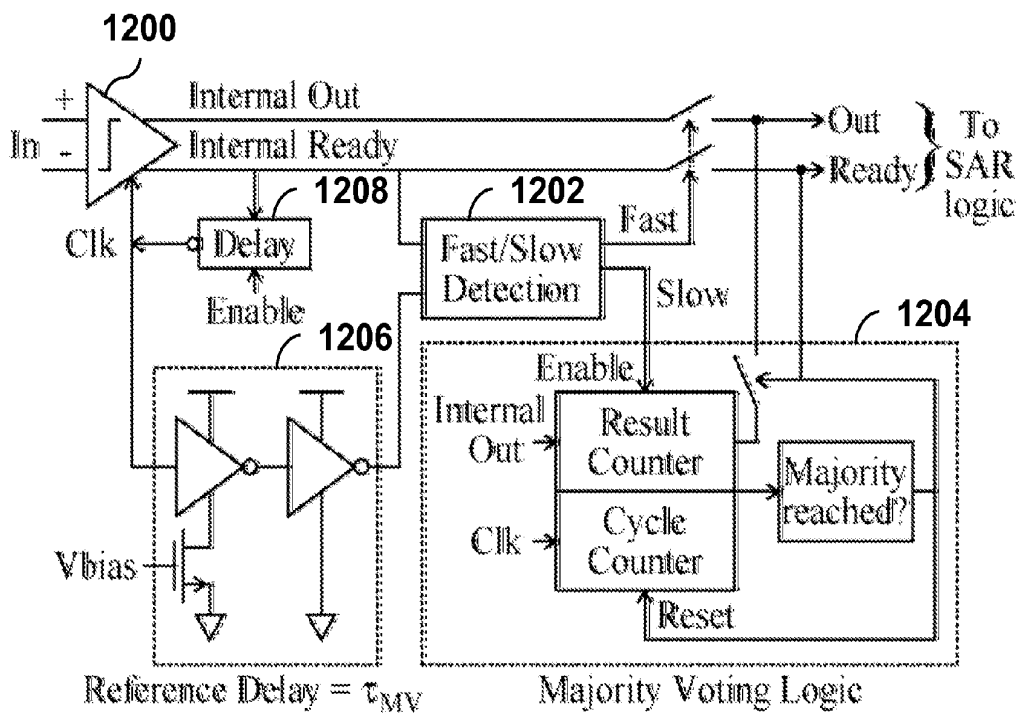 1200
+
Internal Out
In
-
Internal Ready
Out
Ready
To
SAR
logic
1208
1202
Clk
Delay
Enable
Fast/Slow
Detection
Fast
Slow
1206
1204
Enable
Internal
Out
Result
Counter
Majority
reached?
Clk
Cycle
Counter
Vbias
Reset
Reference Delay = τMV
Majority Voting Logic